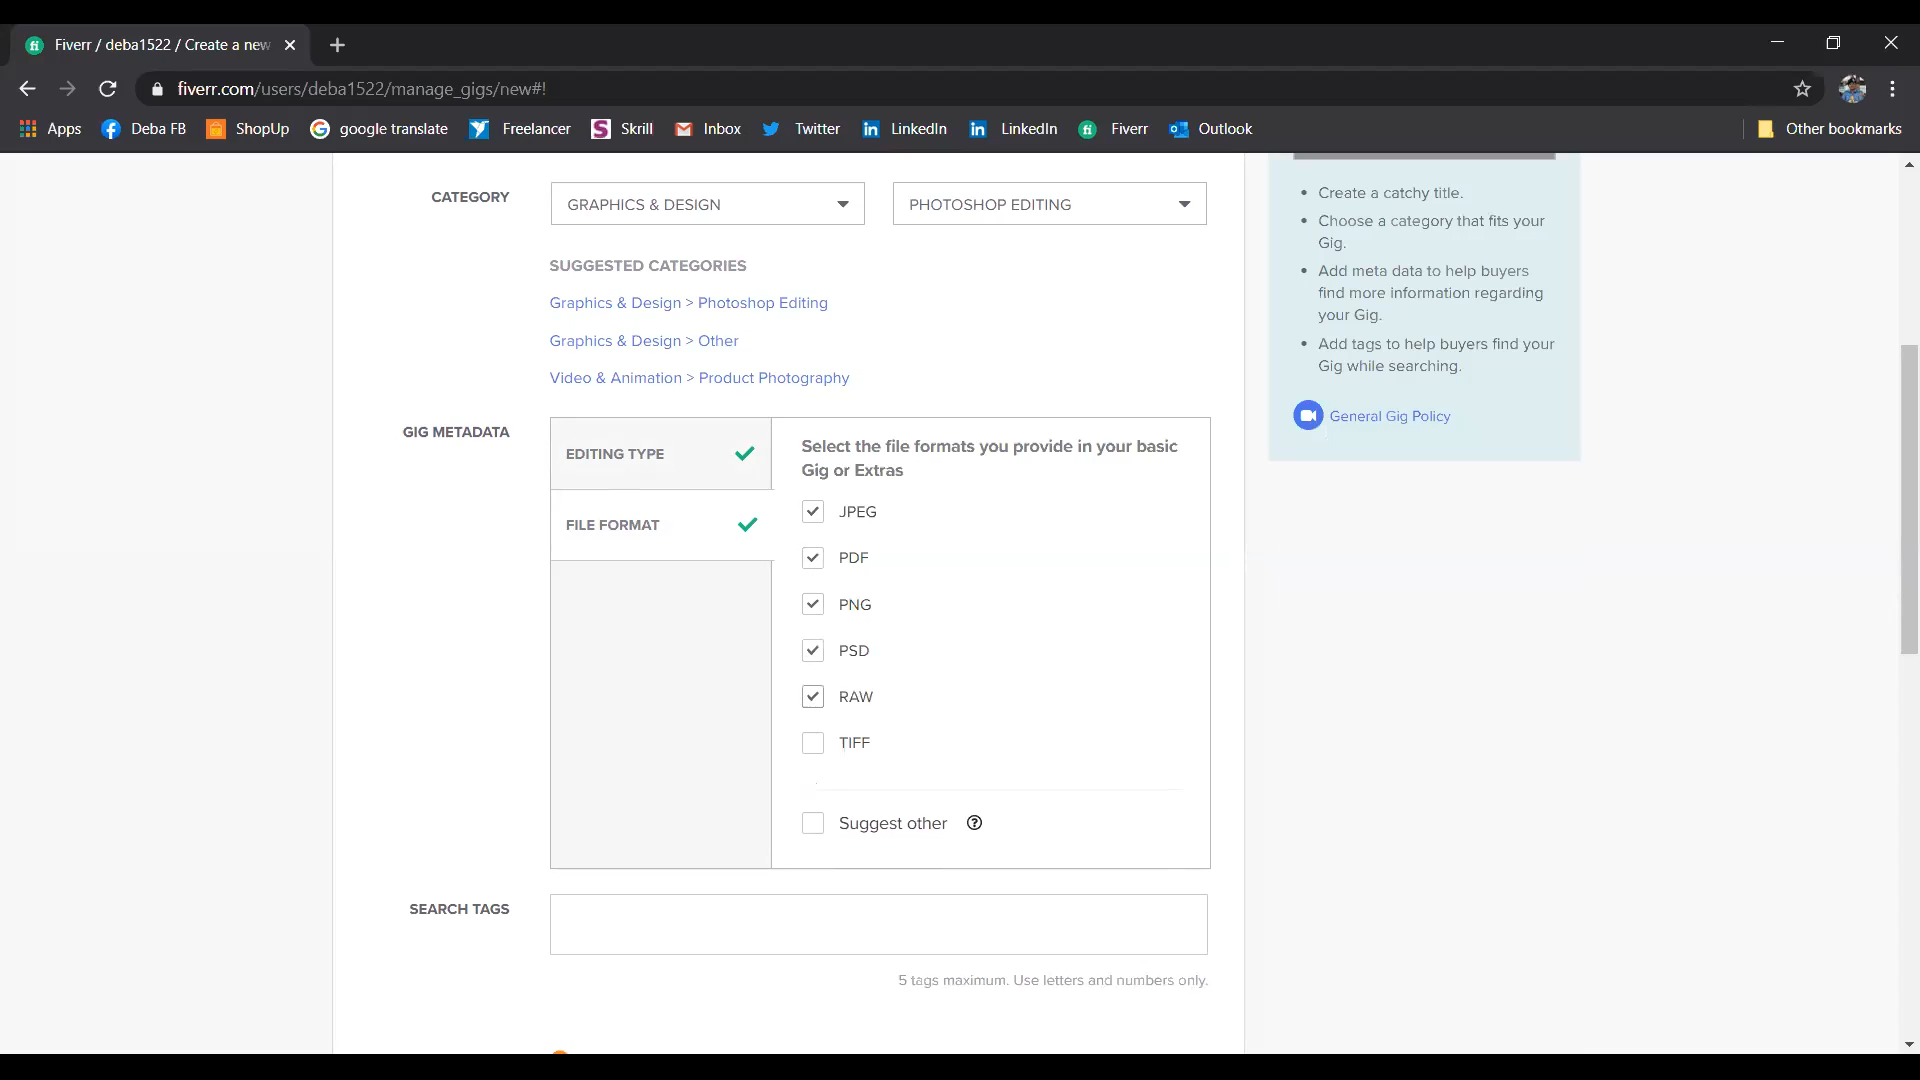 Fiverr / deba1522 / Create a new
fiverr.com/users/deba1522/manage_gigs/new#!
Apps Deba FB ShopUp google translate Freelancer Skrill Inbox Twitter LinkedIn LinkedIn Fiverr Outlook Other bookmarks
CATEGORY
GRAPHICS & DESIGN
PHOTOSHOP EDITING
SUGGESTED CATEGORIES
Graphics & Design > Photoshop Editing
Graphics & Design > Other
Video & Animation > Product Photography
GIG METADATA
EDITING TYPE
FILE FORMAT
Select the file formats you provide in your basic
Gig or Extras
JPEG
PDF
PNG
PSD
RAW
TIFF
Suggest other
SEARCH TAGS
5 tags maximum. Use letters and numbers only.
• Create a catchy title.
• Choose a category that fits your
Gig.
• Add meta data to help buyers
find more information regarding
your Gig.
• Add tags to help buyers find your
Gig while searching.
General Gig Policy